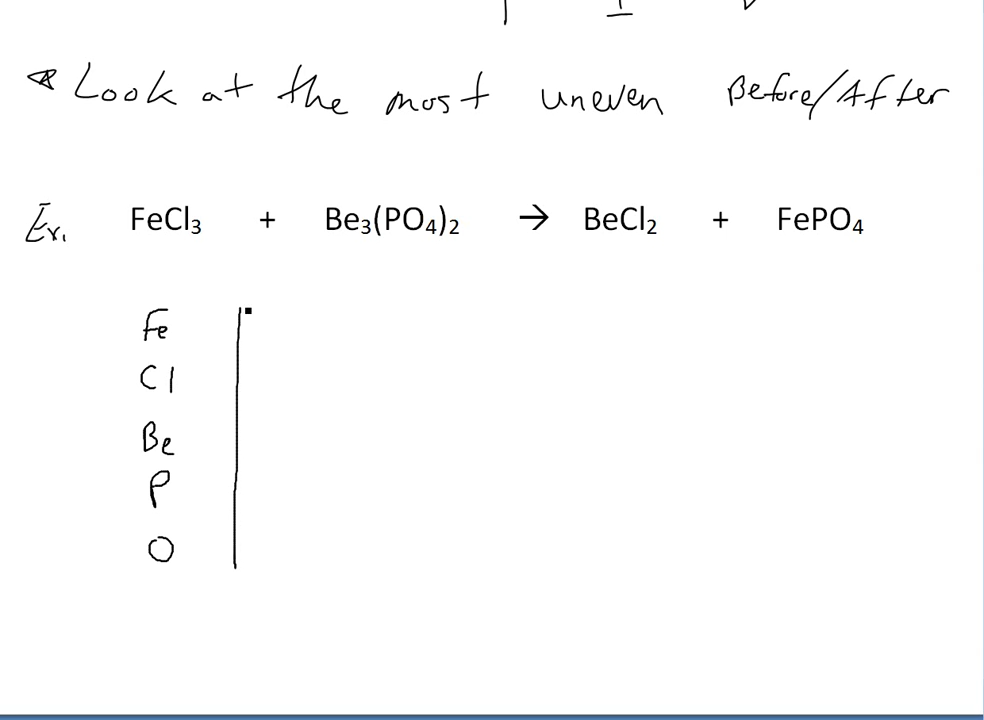 Look at the most uneven Before/After
Ex. FeCl₃ + Be₃(PO₄)₂ → BeCl₂ + FePO₄
Fe
Cl
Be
P
O